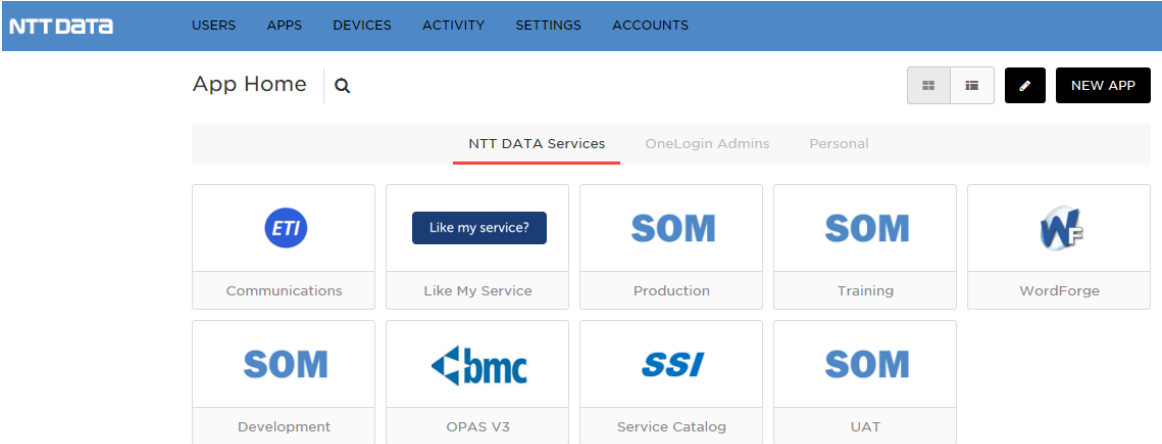 NTT DATA USERS APPS DEVICES ACTIVITY SETTINGS ACCOUNTS
App Home NEW APP
NTT DATA Services OneLogin Admins Personal
ETI Like my service? SOM SOM WF
Communications Like My Service Production Training WordForge
SOM bmc SSI SOM
Development OPAS V3 Service Catalog UAT